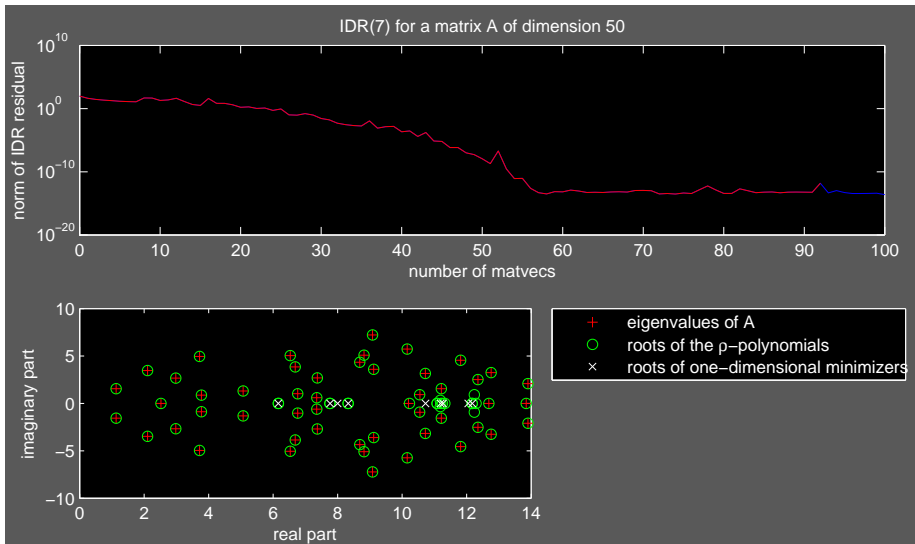 IDR(7) for a matrix A of dimension 50
norm of IDR residual
10^10
10^0
10^−10
10^−20
0 10 20 30 40 50 60 70 80 90 100
number of matvecs
imaginary part
10
5
0
−5
−10
0 2 4 6 8 10 12 14
real part
eigenvalues of A
roots of the ρ−polynomials
roots of one−dimensional minimizers